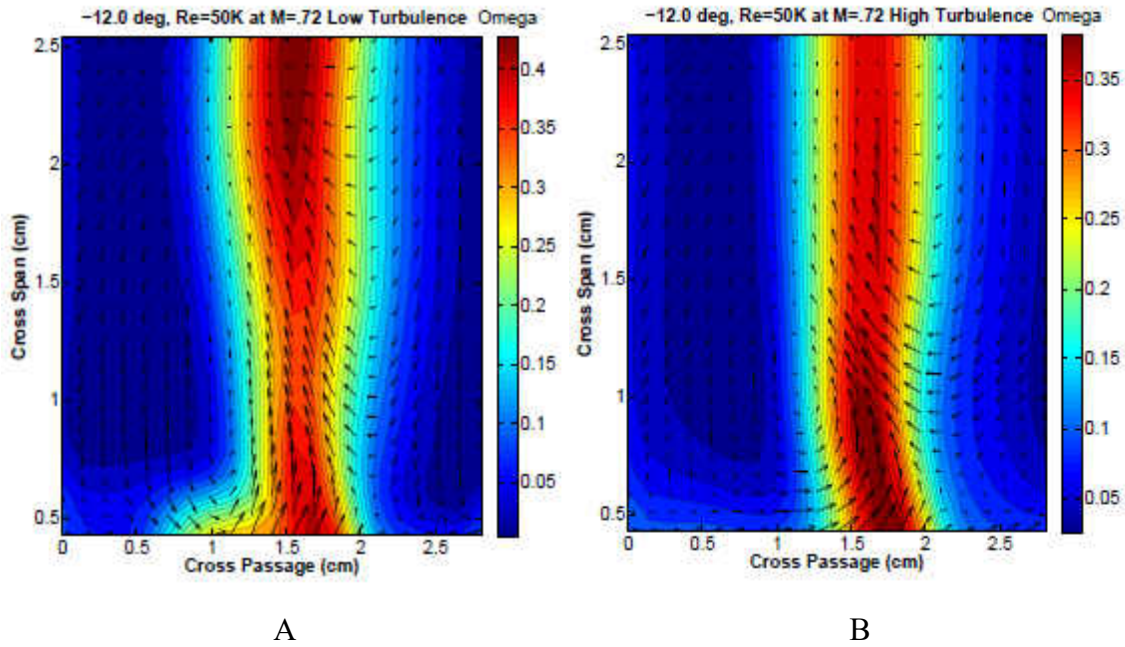 −12.0 deg, Re=50K at M=.72 Low Turbulence Omega
2.5
2
1.5
1
0.5
Cross Span (cm)
0 0.5 1 1.5 2 2.5
Cross Passage (cm)
0.4
0.35
0.3
0.25
0.2
0.15
0.1
0.05
A
−12.0 deg, Re=50K at M=.72 High Turbulence Omega
2.5
2
1.5
1
0.5
Cross Span (cm)
0 0.5 1 1.5 2 2.5
Cross Passage (cm)
0.35
0.3
0.25
0.2
0.15
0.1
0.05
B